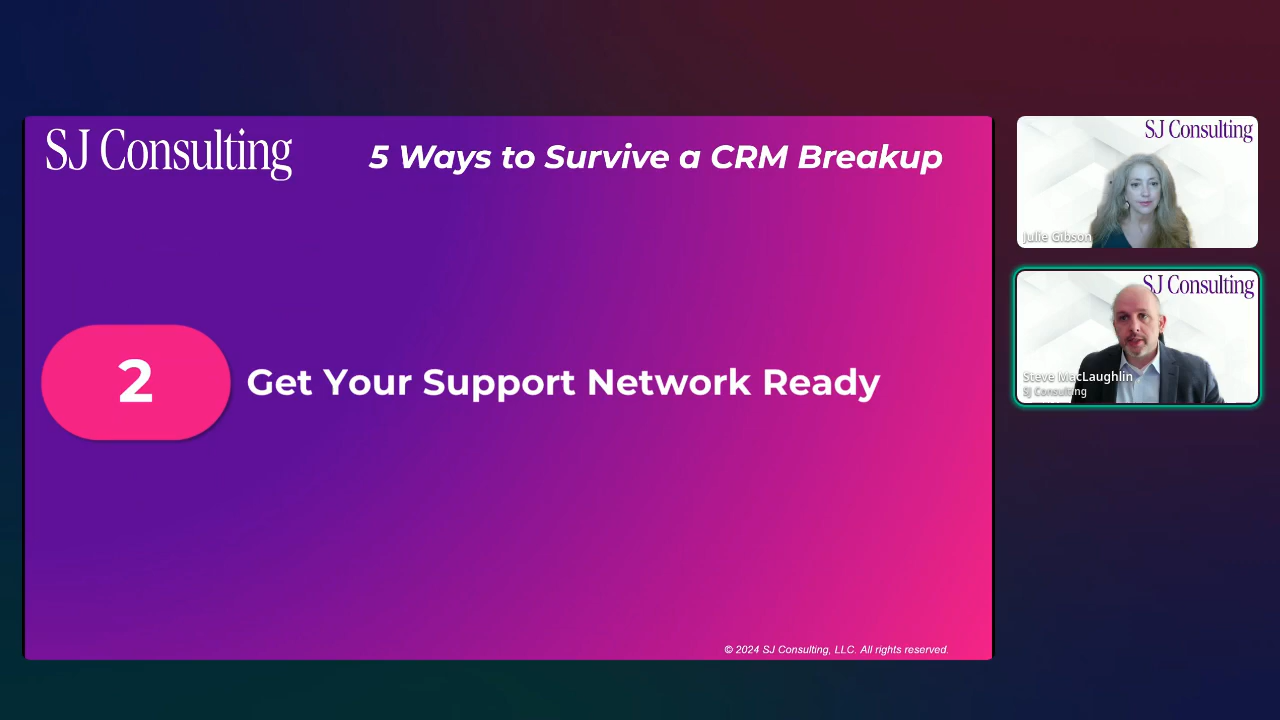 SJ Consulting
5 Ways to Survive a CRM Breakup
2
Get Your Support Network Ready
© 2024 SJ Consulting, LLC. All rights reserved.
SJ Consulting
Julie Gibson
SJ Consulting
Steve MacLaughlin
SJ Consulting